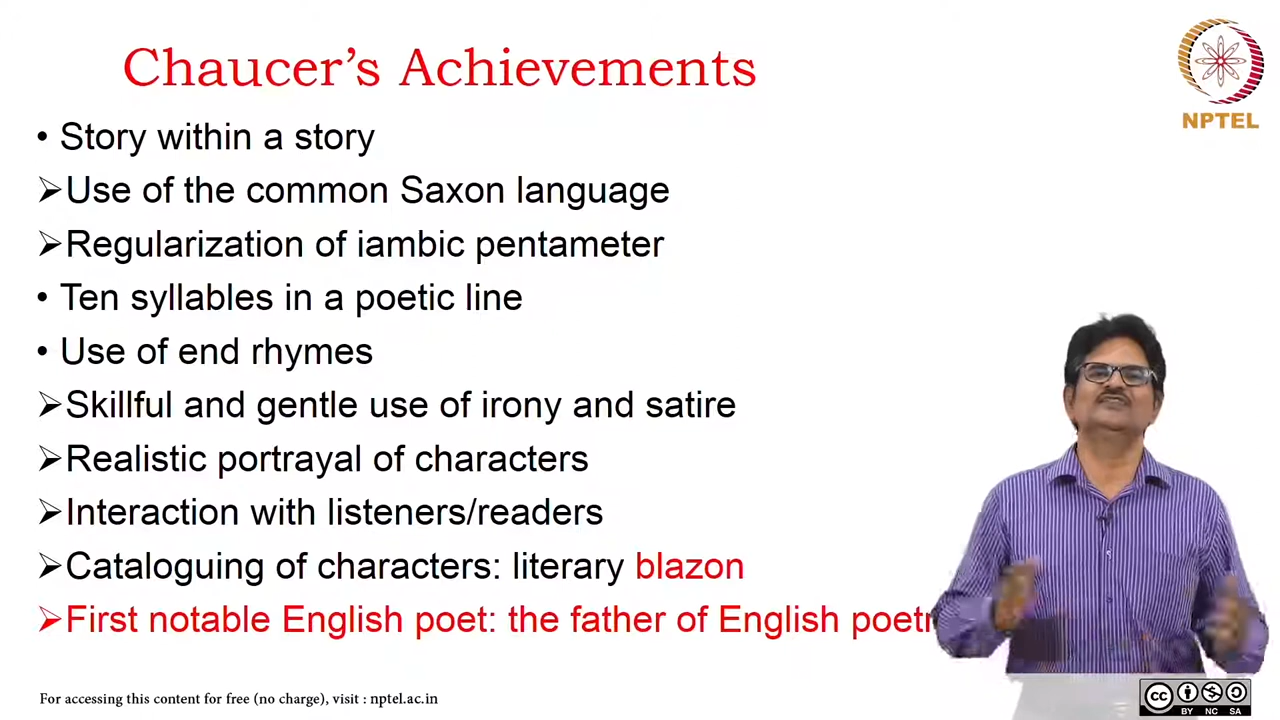 Chaucer's Achievements
NPTEL
• Story within a story
➢Use of the common Saxon language
➢Regularization of iambic pentameter
• Ten syllables in a poetic line
• Use of end rhymes
➢Skillful and gentle use of irony and satire
➢Realistic portrayal of characters
➢Interaction with listeners/readers
➢Cataloguing of characters: literary blazon
➢First notable English poet: the father of English poetr
For accessing this content for free (no charge), visit : nptel.ac.in
CC BY NC SA